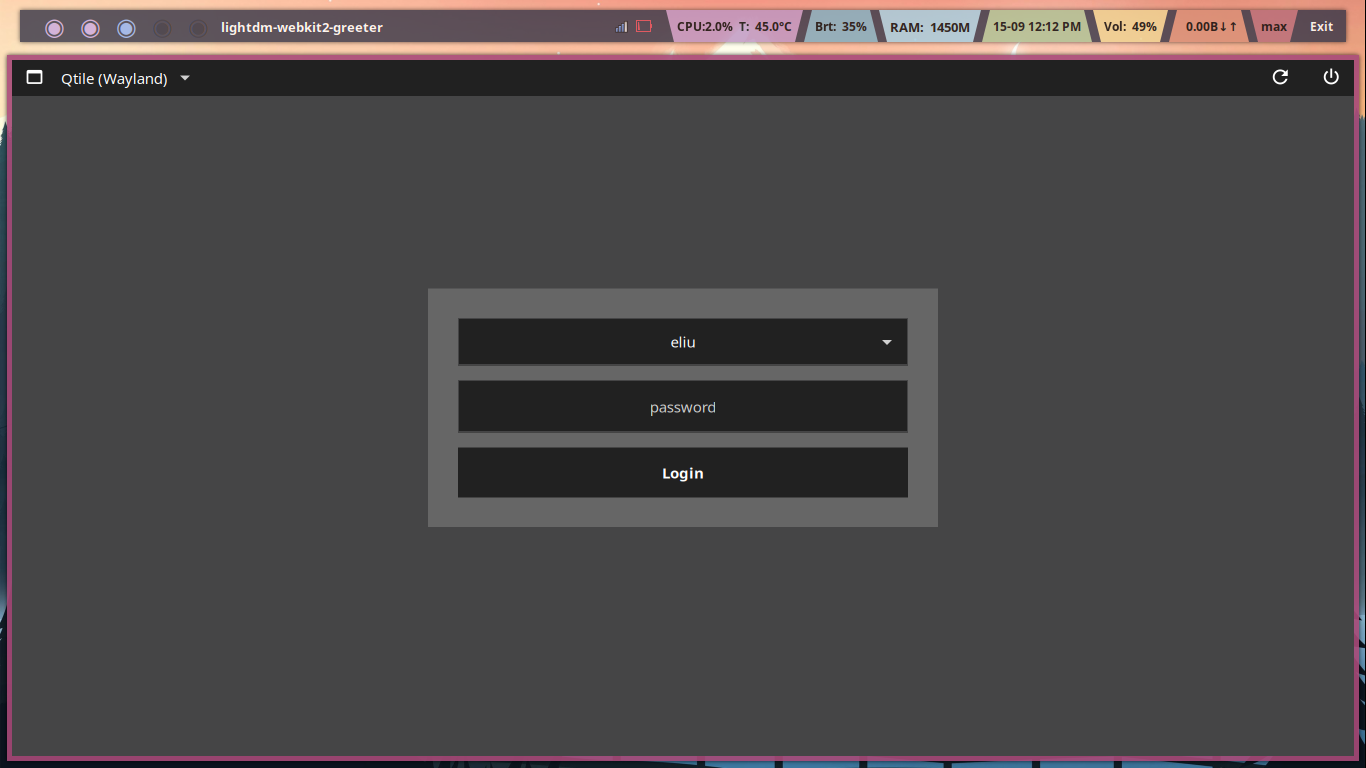 lightdm-webkit2-greeter CPU:2.0% T: 45.0°C Brt: 35% RAM: 1450M 15-09 12:12 PM Vol: 49% 0.00B↓↑ max Exit
Qtile (Wayland)
eliu
password
Login